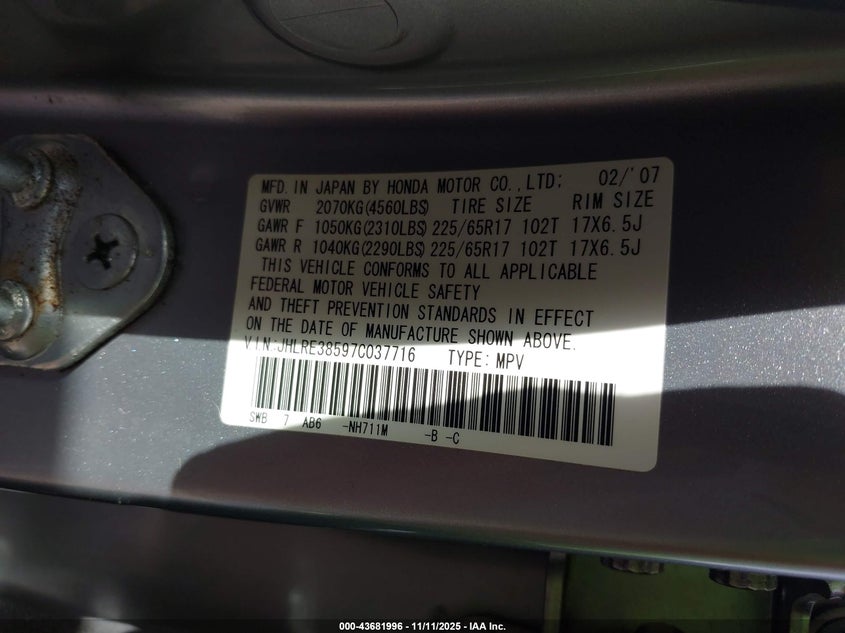 MFD. IN JAPAN BY HONDA MOTOR CO., LTD: 02/'07
GVWR 2070KG(4560LBS) TIRE SIZE RIM SIZE
GAWR F 1050KG(2310LBS) 225/65R17 102T 17X6.5J
GAWR R 1040KG(2290LBS) 225/65R17 102T 17X6.5J
THIS VEHICLE CONFORMS TO ALL APPLICABLE
FEDERAL MOTOR VEHICLE SAFETY
AND THEFT PREVENTION STANDARDS IN EFFECT
ON THE DATE OF MANUFACTURE SHOWN ABOVE.
VIN:JHLRE38597C037716 TYPE: MPV
SWB 7 AB6 -NH711M -B -C
000-43681996 - 11/11/2025 - IAA Inc.